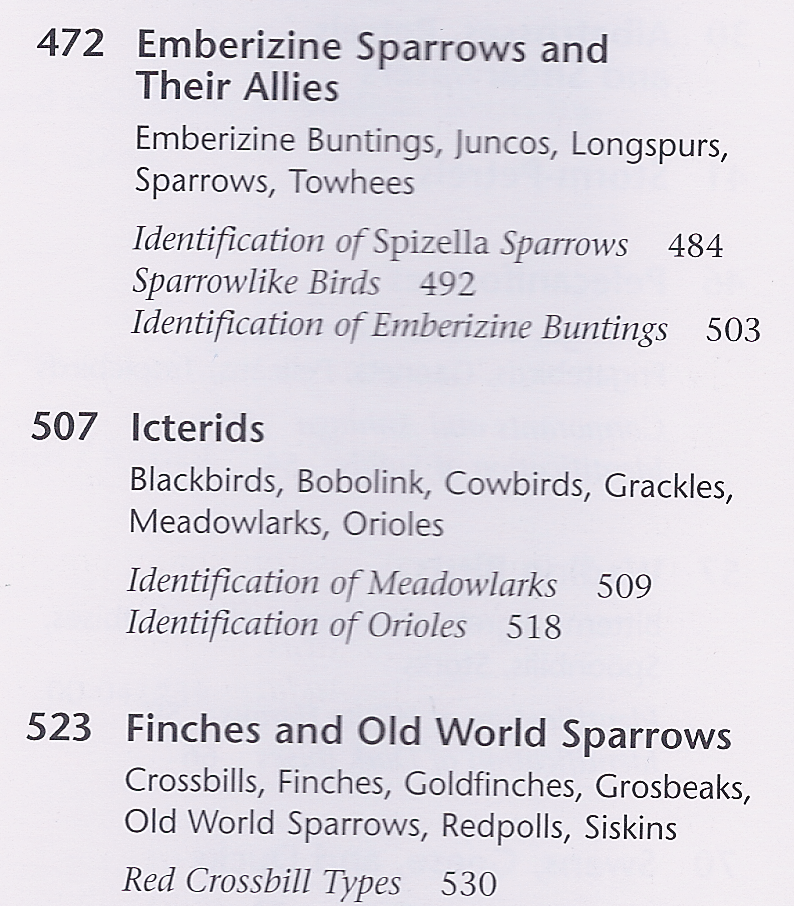 472 Emberizine Sparrows and
Their Allies
Emberizine Buntings, Juncos, Longspurs,
Sparrows, Towhees
Identification of Spizella Sparrows 484
Sparrowlike Birds 492
Identification of Emberizine Buntings 503
507 Icterids
Blackbirds, Bobolink, Cowbirds, Grackles,
Meadowlarks, Orioles
Identification of Meadowlarks 509
Identification of Orioles 518
523 Finches and Old World Sparrows
Crossbills, Finches, Goldfinches, Grosbeaks,
Old World Sparrows, Redpolls, Siskins
Red Crossbill Types 530